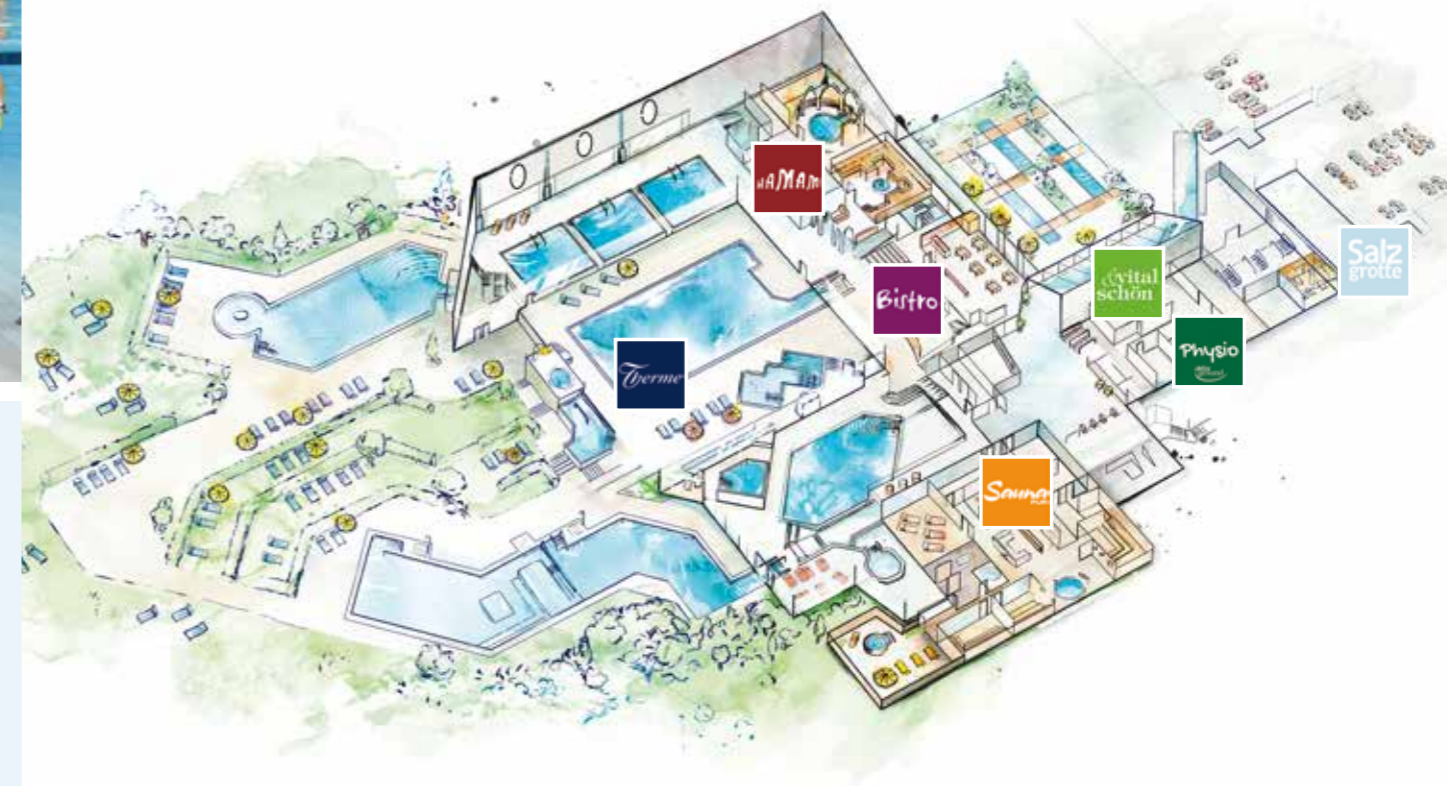 HAMAM
Bistro
Therme
&vital
schön
Physio
Salz
grotte
Sauna